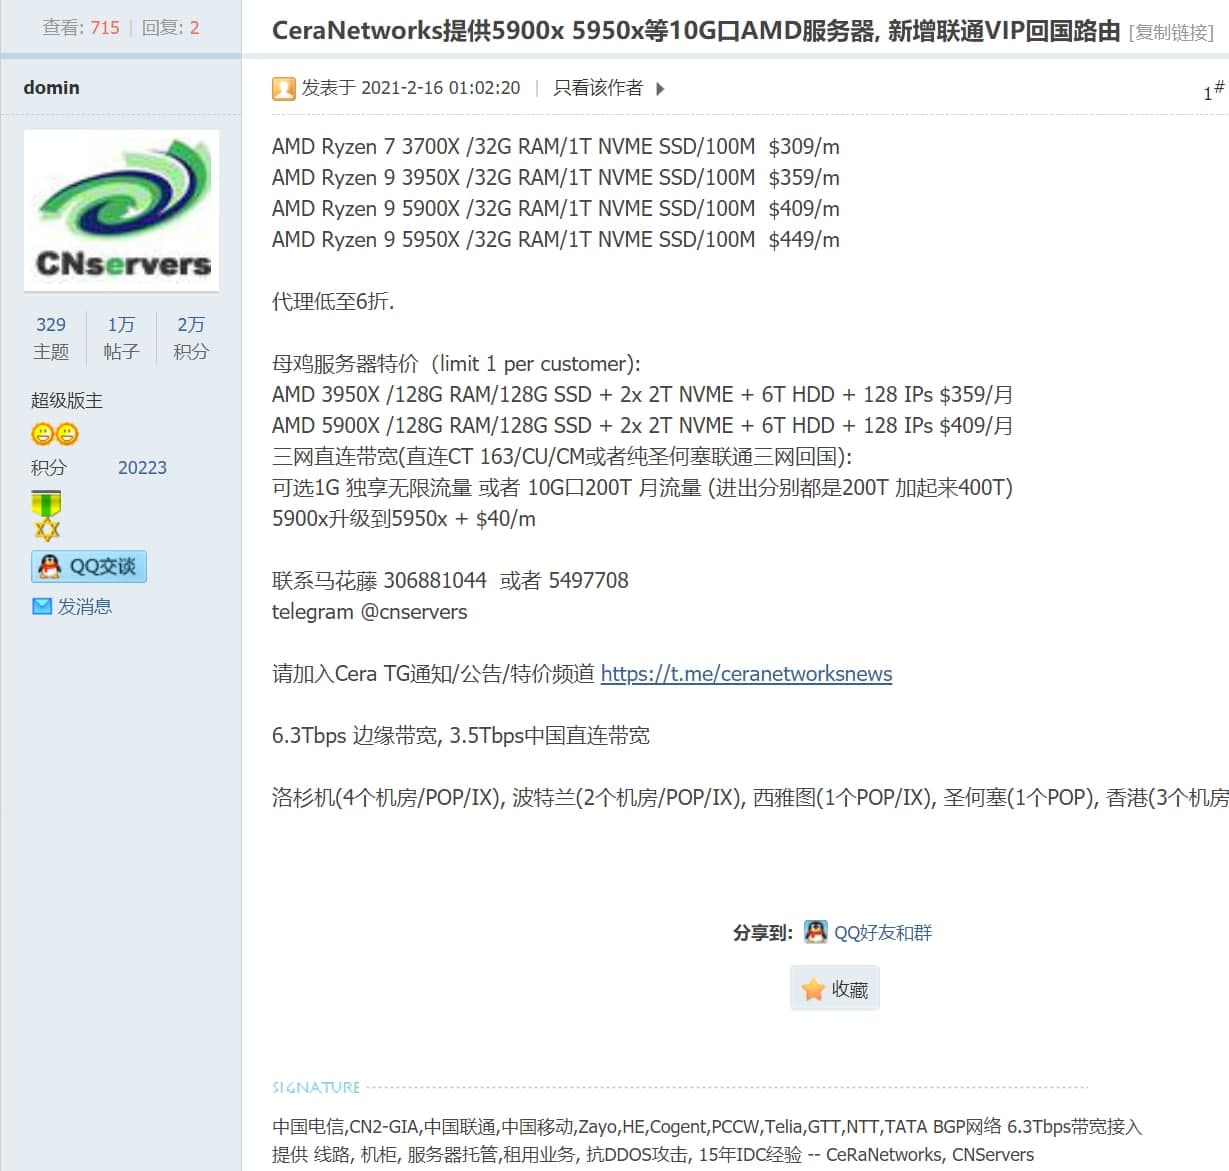 查看: 715 | 回复: 2
CeraNetworks提供5900x 5950x等10G口AMD服务器, 新增联通VIP回国路由 [复制链接]
domin
发表于 2021-2-16 01:02:20 | 只看该作者
1#
CNservers
329 1万 2万
主题 帖子 积分
超级版主
积分 20223
QQ交谈
发消息
AMD Ryzen 7 3700X /32G RAM/1T NVME SSD/100M $309/m
AMD Ryzen 9 3950X /32G RAM/1T NVME SSD/100M $359/m
AMD Ryzen 9 5900X /32G RAM/1T NVME SSD/100M $409/m
AMD Ryzen 9 5950X /32G RAM/1T NVME SSD/100M $449/m
代理低至6折.
母鸡服务器特价（limit 1 per customer):
AMD 3950X /128G RAM/128G SSD + 2x 2T NVME + 6T HDD + 128 IPs $359/月
AMD 5900X /128G RAM/128G SSD + 2x 2T NVME + 6T HDD + 128 IPs $409/月
三网直连带宽(直连CT 163/CU/CM或者纯圣何塞联通三网回国):
可选1G 独享无限流量 或者 10G口200T 月流量 (进出分别都是200T 加起来400T)
5900x升级到5950x + $40/m
联系马花藤 306881044 或者 5497708
telegram @cnservers
请加入Cera TG通知/公告/特价频道 https://t.me/ceranetworksnews
6.3Tbps 边缘带宽, 3.5Tbps中国直连带宽
洛杉机(4个机房/POP/IX), 波特兰(2个机房/POP/IX), 西雅图(1个POP/IX), 圣何塞(1个POP), 香港(3个机房
分享到: QQ好友和群
收藏
SIGNATURE
中国电信,CN2-GIA,中国联通,中国移动,Zayo,HE,Cogent,PCCW,Telia,GTT,NTT,TATA BGP网络 6.3Tbps带宽接入
提供 线路, 机柜, 服务器托管,租用业务, 抗DDOS攻击, 15年IDC经验 -- CeRaNetworks, CNServers